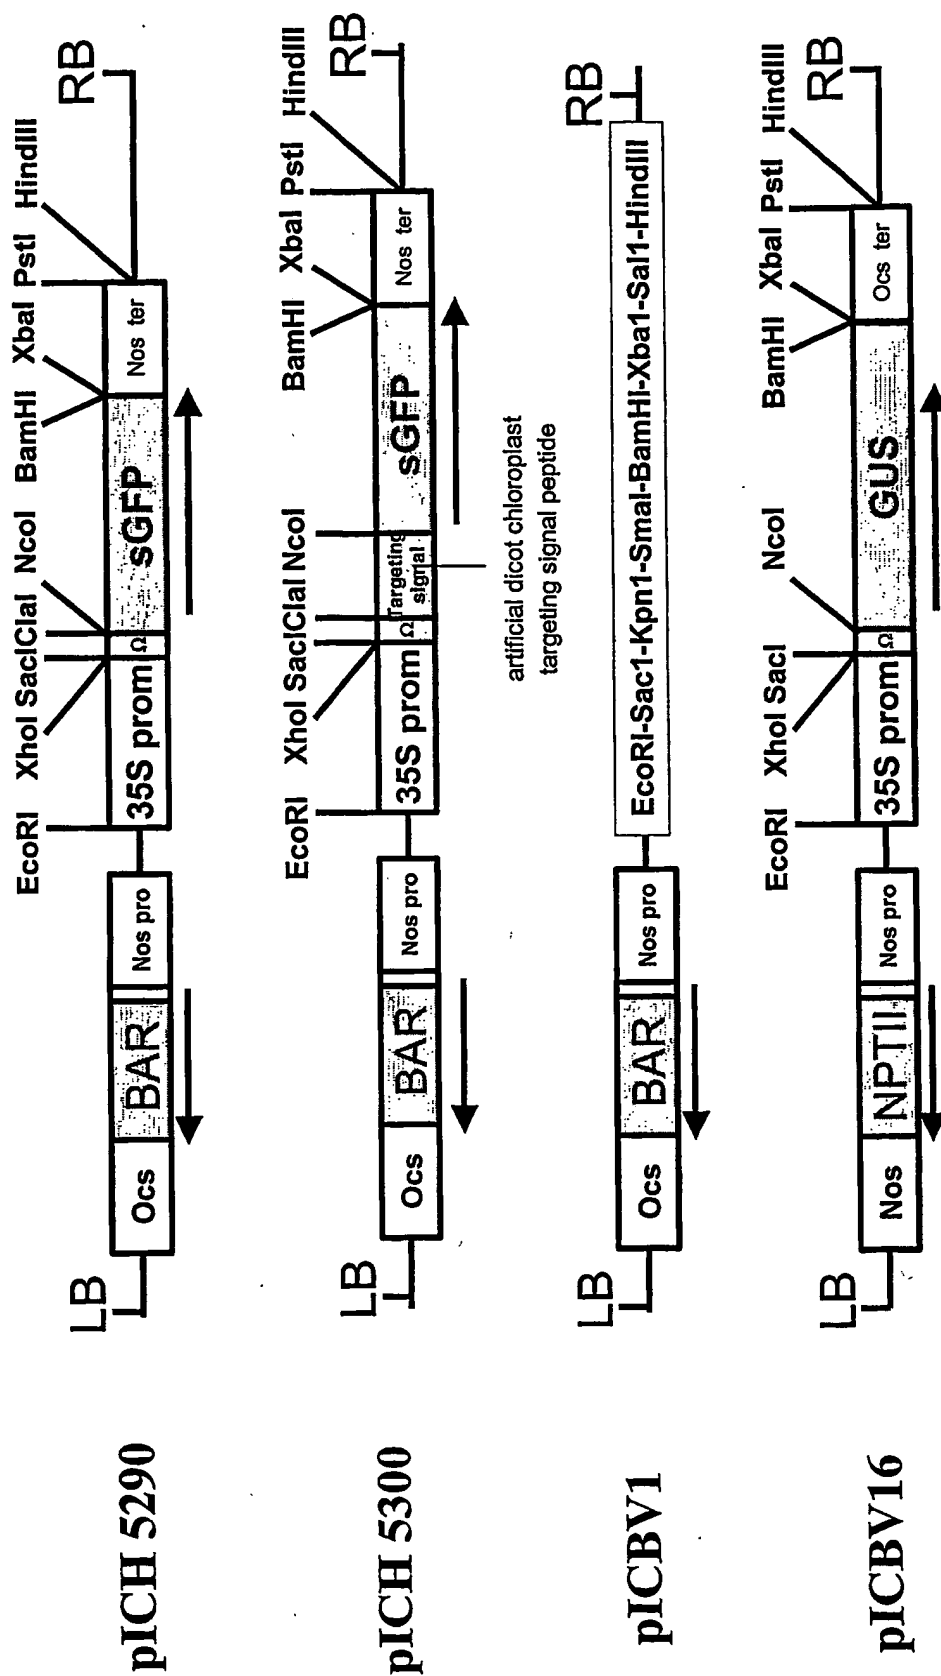 pICH 5290
LB
Ocs
BAR
Nos pro
EcoRI
35S prom
XhoI
SacI
ClaI
Ω
NcoI
sGFP
BamHI
XbaI
Nos ter
PstI
HindIII
RB
pICH 5300
LB
Ocs
BAR
Nos pro
EcoRI
35S prom
XhoI
SacI
ClaI
Ω
Targeting
signal
NcoI
sGFP
BamHI
XbaI
Nos ter
PstI
HindIII
RB
artificial dicot chloroplast
targeting signal peptide
pICBV1
LB
Ocs
BAR
Nos pro
EcoRI-Sac1-Kpn1-SmaI-BamHI-Xba1-Sal1-HindIII
RB
pICBV16
LB
Nos
NPTII
Nos pro
EcoRI
35S prom
XhoI
SacI
Ω
NcoI
GUS
BamHI
XbaI
Ocs ter
PstI
HindIII
RB